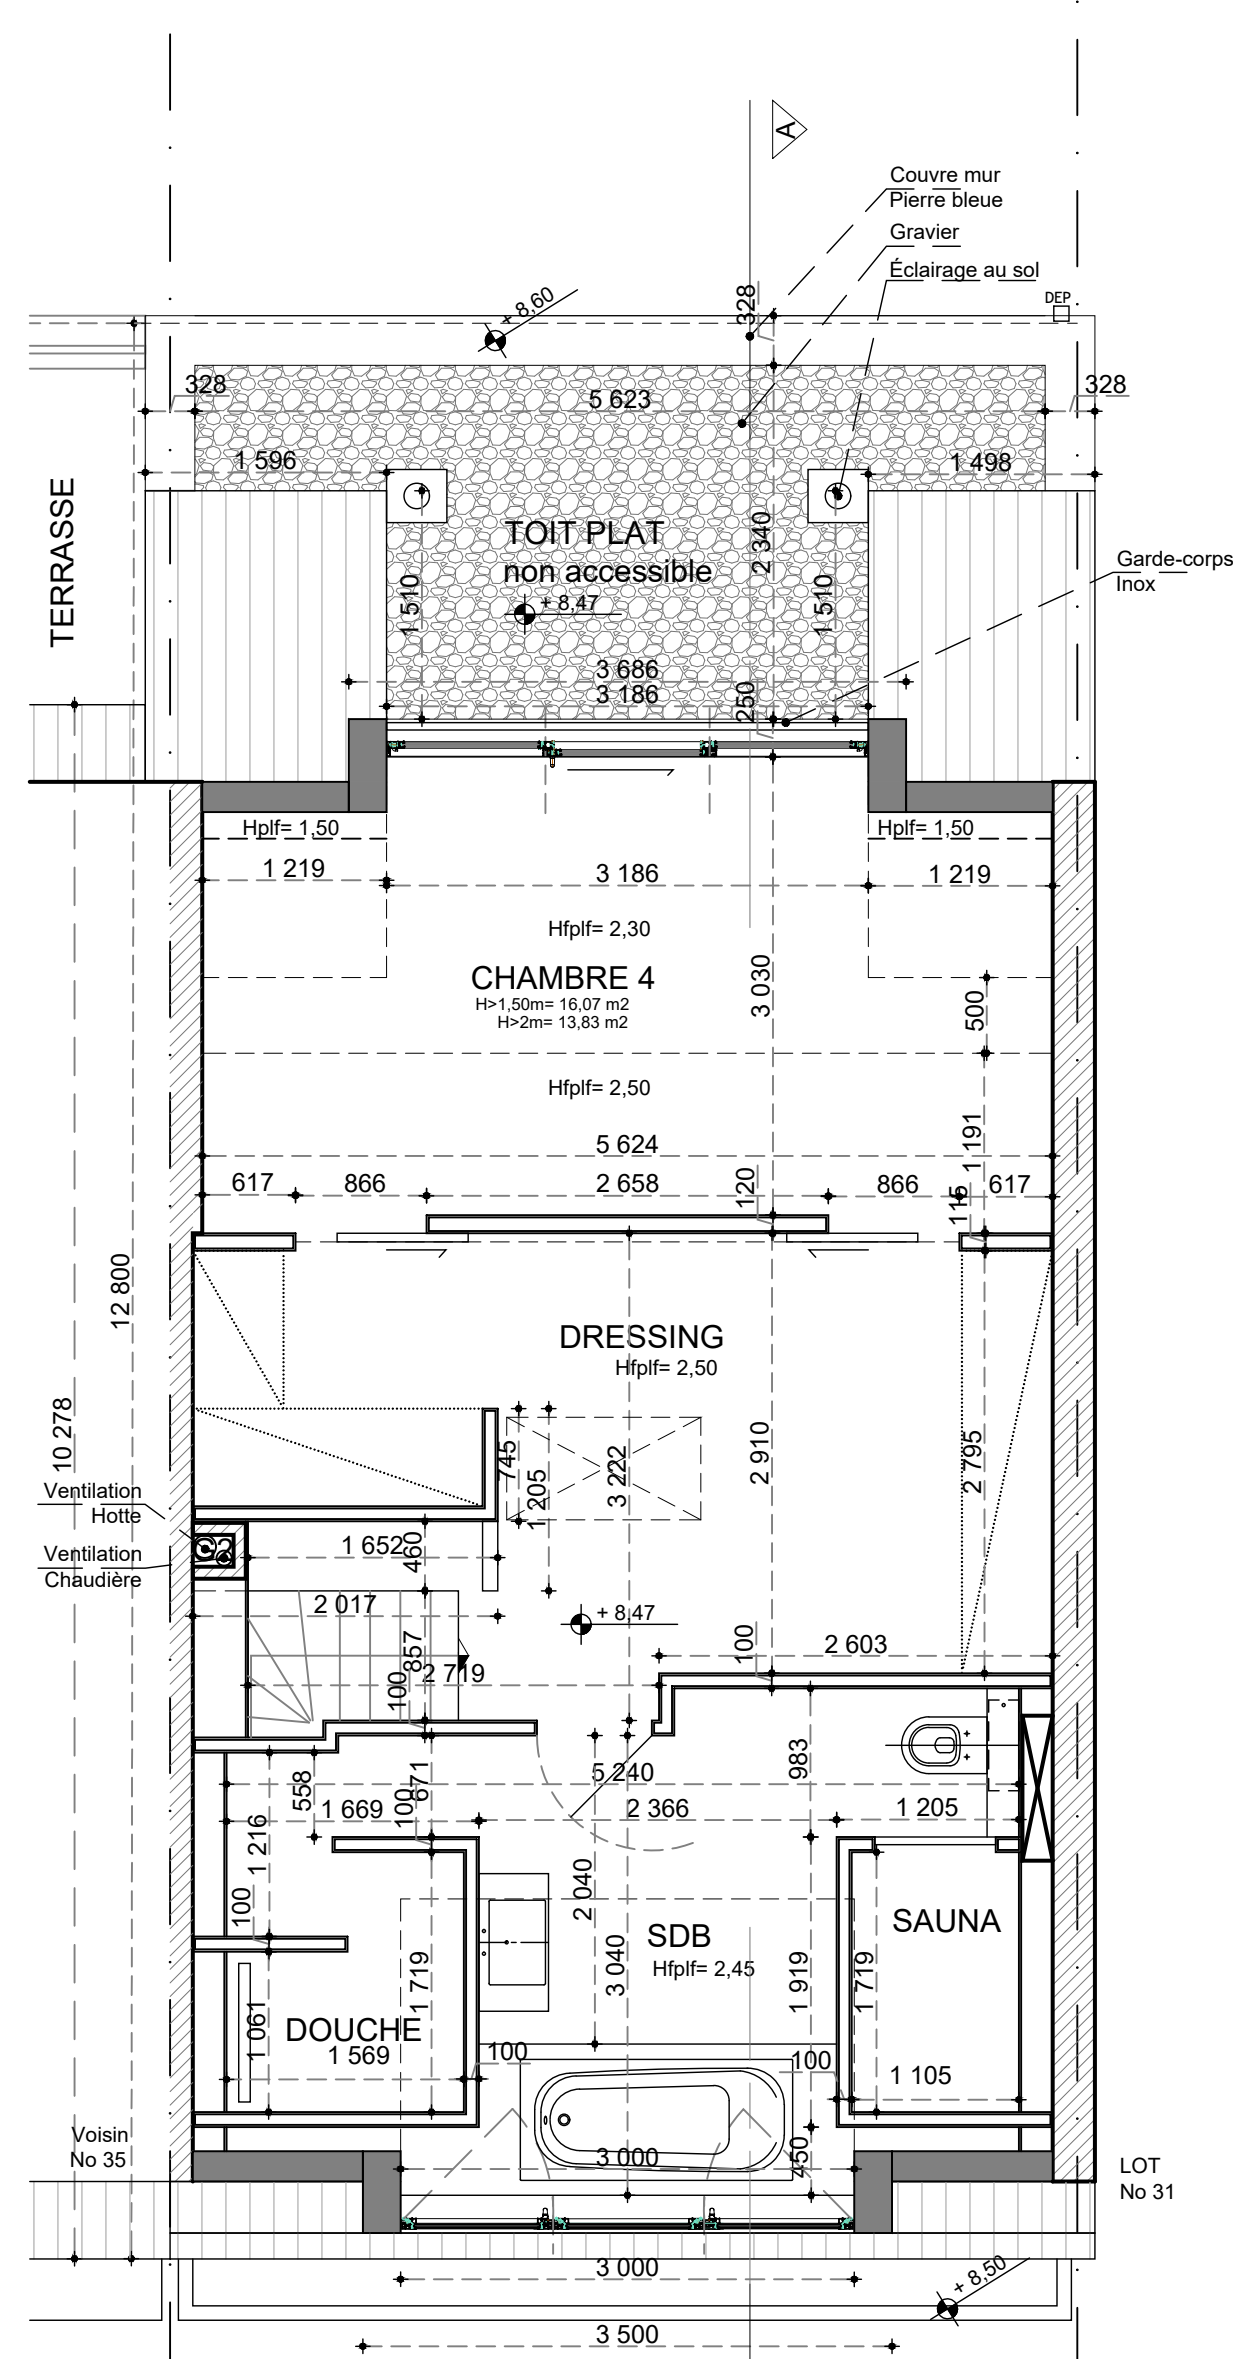 A
Couvre mur
Pierre bleue
Gravier
Éclairage au sol
DEP
+ 8,60
328
328
5 623
328
1 596
1 498
TERRASSE
TOIT PLAT
non accessible
+ 8,47
2 340
1 510
1 510
Garde-corps
Inox
3 686
3 186
250
Hplf= 1,50
Hplf= 1,50
1 219
3 186
1 219
Hfplf= 2,30
CHAMBRE 4
H>1,50m= 16,07 m2
H>2m= 13,83 m2
3 030
500
Hfplf= 2,50
5 624
1 191
617
866
2 658
120
866
115
617
12 800
10 278
DRESSING
Hfplf= 2,50
745
1 205
3 222
2 910
2 795
Ventilation
Hotte
Ventilation
Chaudière
1 652
460
2 017
+ 8,47
857
100
2 719
100
2 603
983
5 240
558
671
100
1 669
2 366
1 205
1 216
100
2 040
SAUNA
SDB
Hfplf= 2,45
3 040
1 719
1 919
1 719
1 061
DOUCHE
1 569
100
100
1 105
Voisin
No 35
3 000
450
LOT
No 31
3 000
+ 8,50
3 500